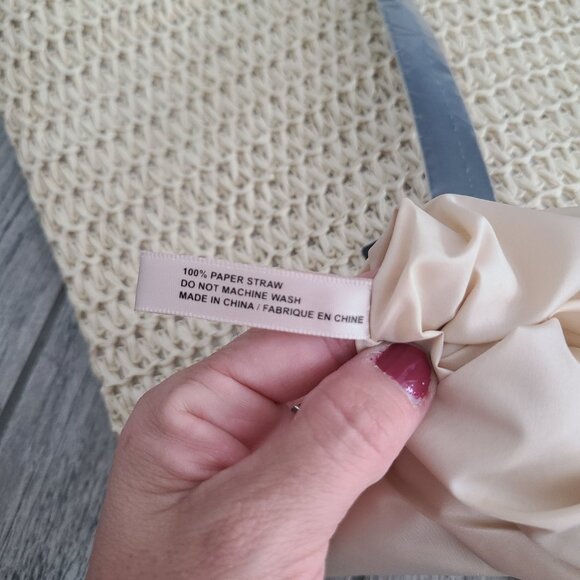 100% PAPER STRAW
DO NOT MACHINE WASH
MADE IN CHINA / FABRIQUE EN CHINE